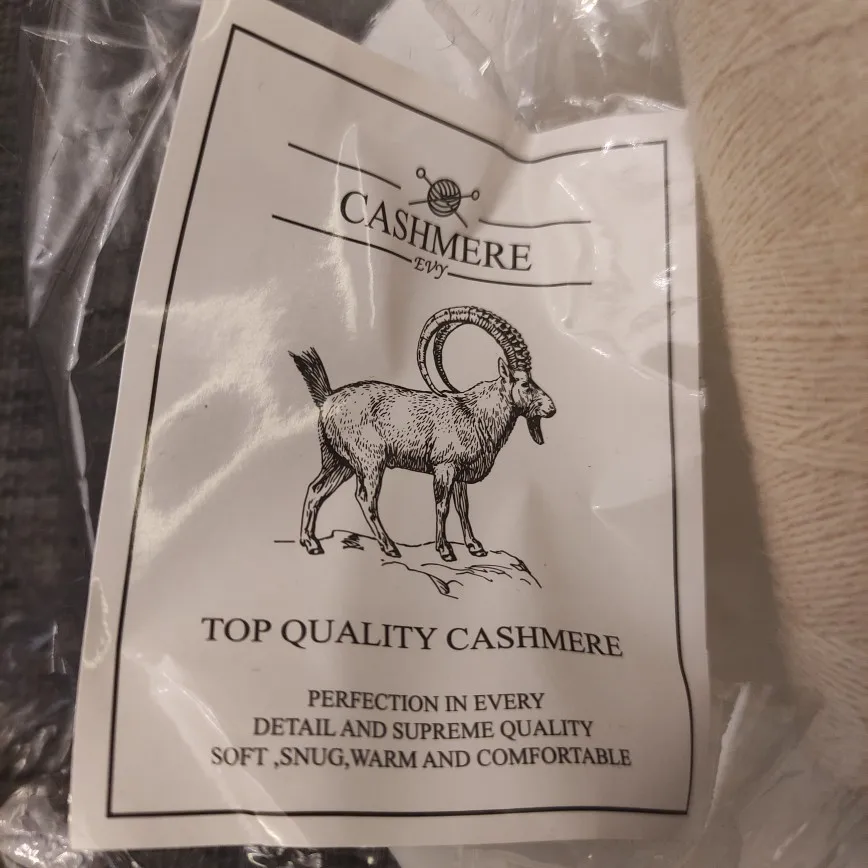 CASHMERE
EVY
TOP QUALITY CASHMERE
PERFECTION IN EVERY
DETAIL AND SUPREME QUALITY
SOFT ,SNUG,WARM AND COMFORTABLE